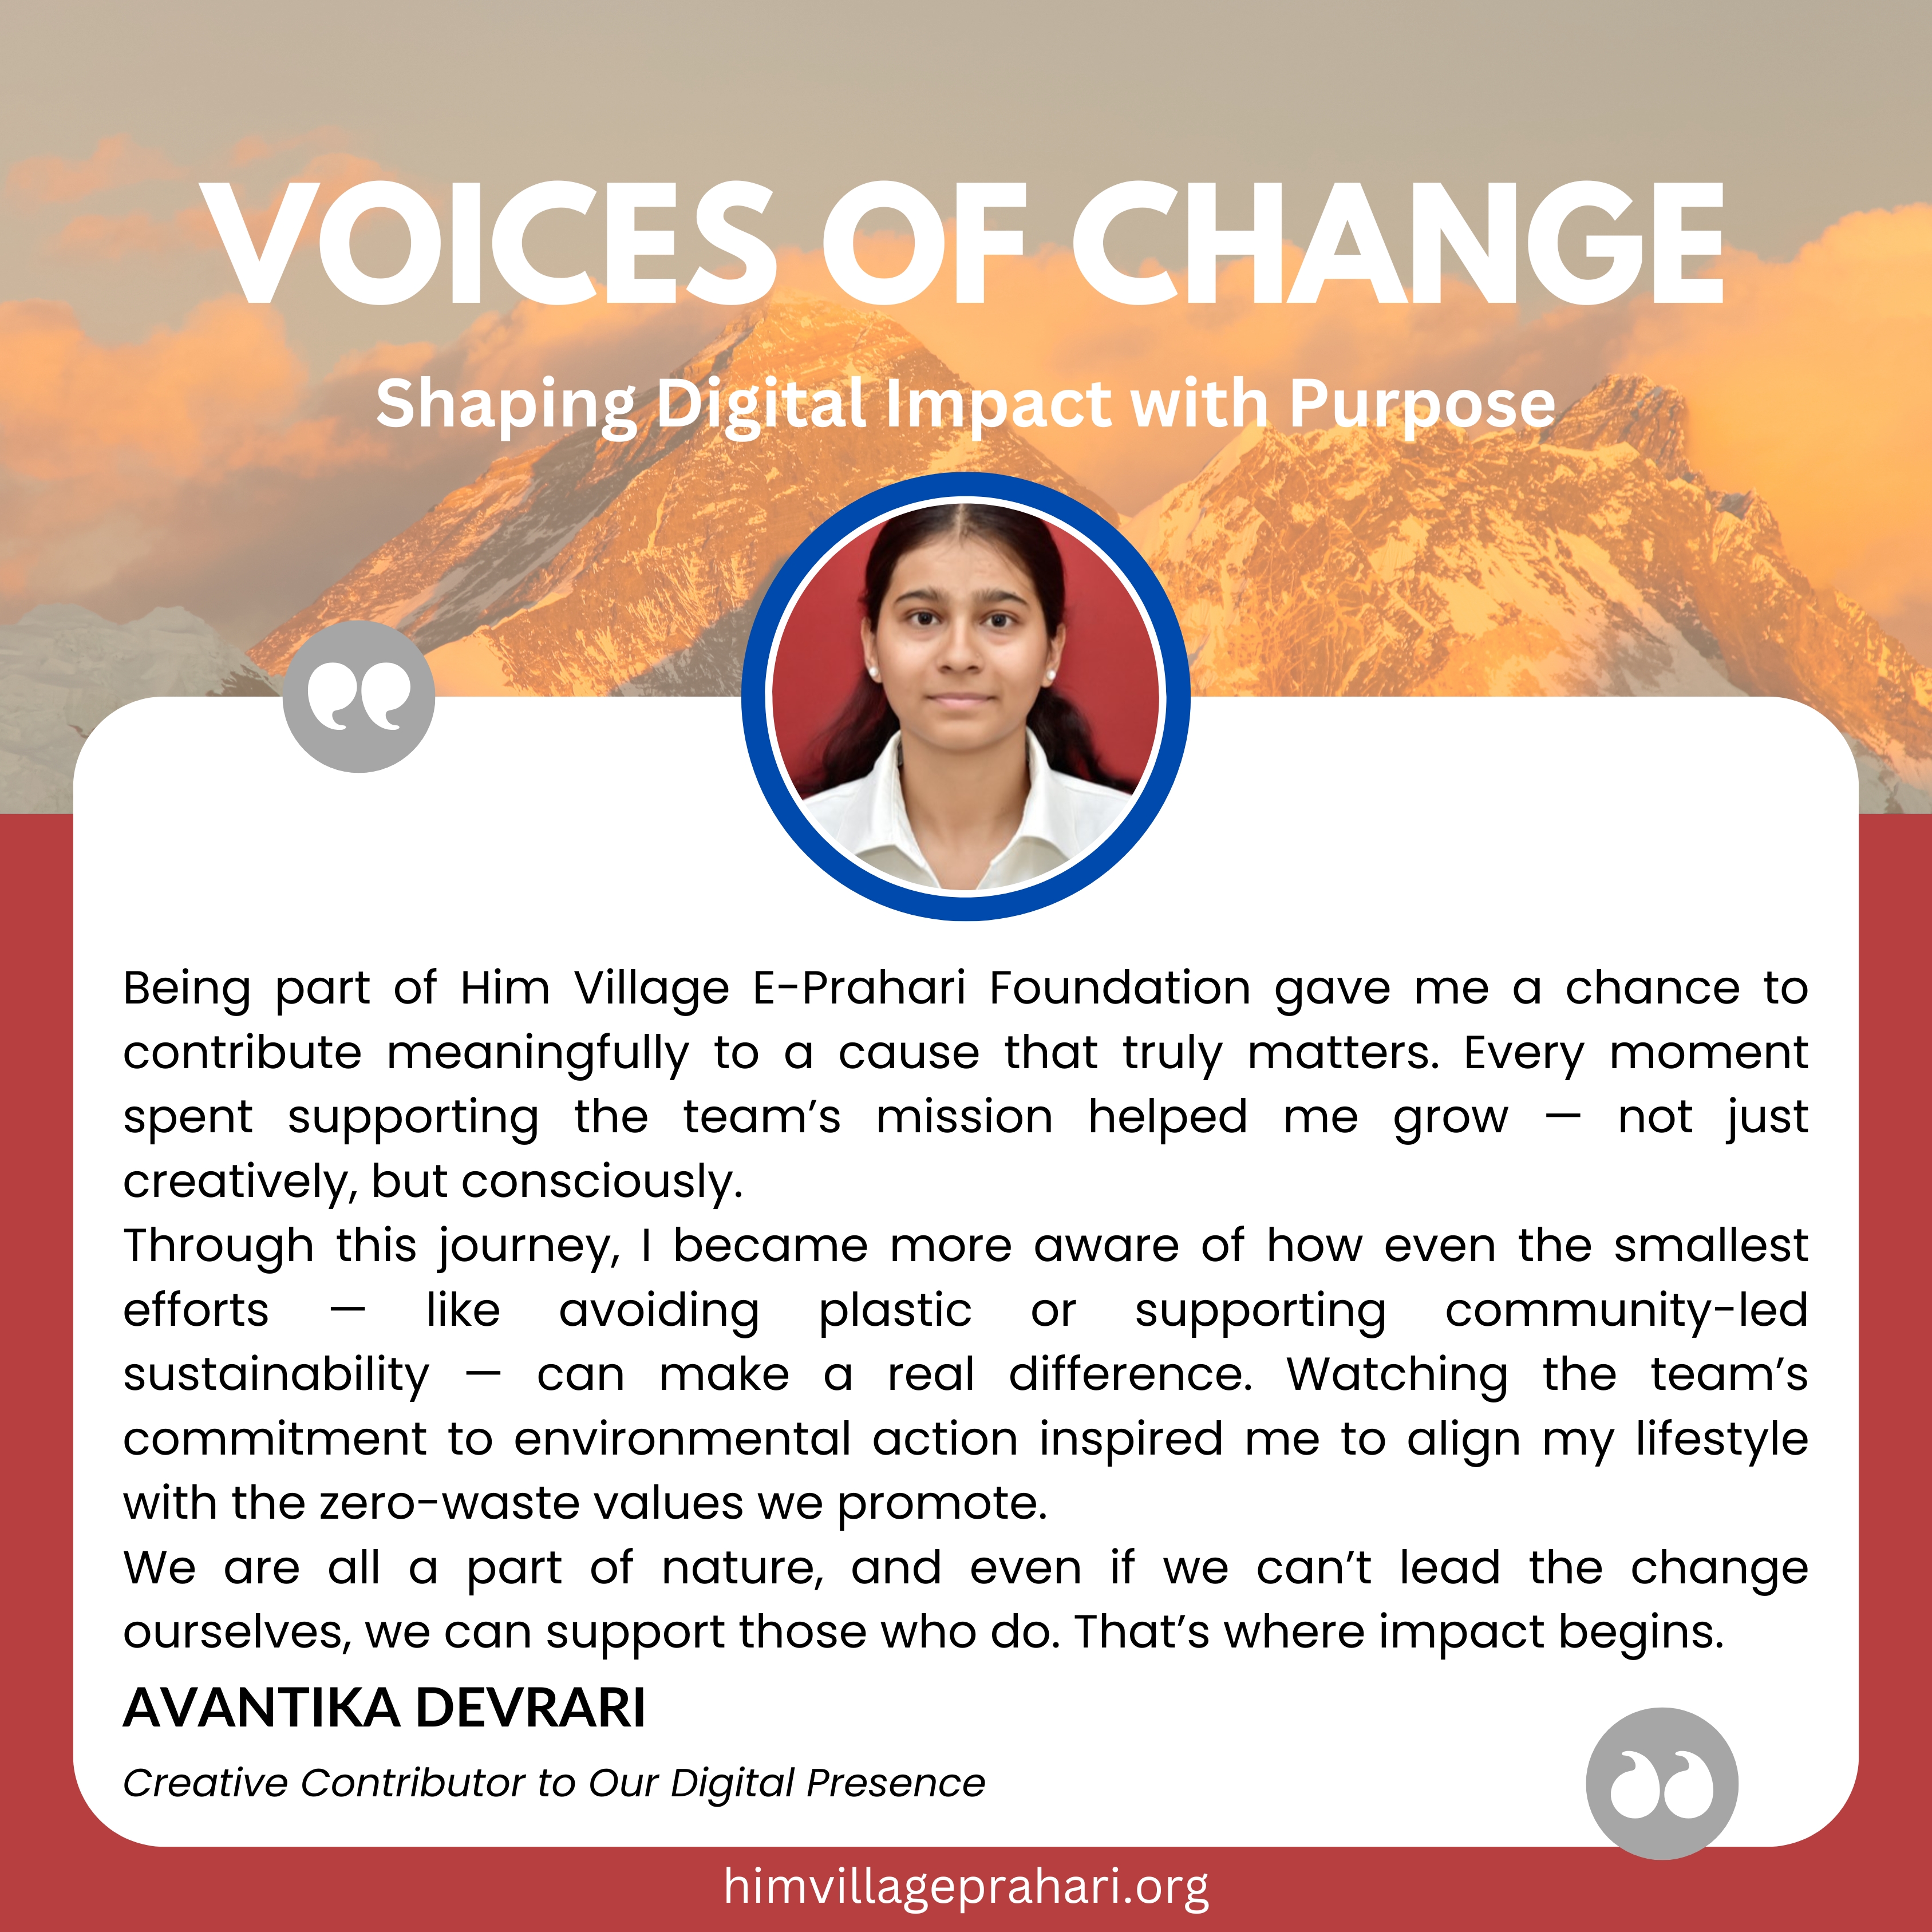 VOICES OF CHANGE
Shaping Digital Impact with Purpose
Being part of Him Village E-Prahari Foundation gave me a chance to
contribute meaningfully to a cause that truly matters. Every moment
spent supporting the team’s mission helped me grow — not just
creatively, but consciously.
Through this journey, I became more aware of how even the smallest
efforts — like avoiding plastic or supporting community-led
sustainability — can make a real difference. Watching the team’s
commitment to environmental action inspired me to align my lifestyle
with the zero-waste values we promote.
We are all a part of nature, and even if we can’t lead the change
ourselves, we can support those who do. That’s where impact begins.
AVANTIKA DEVRARI
Creative Contributor to Our Digital Presence
himvillageprahari.org